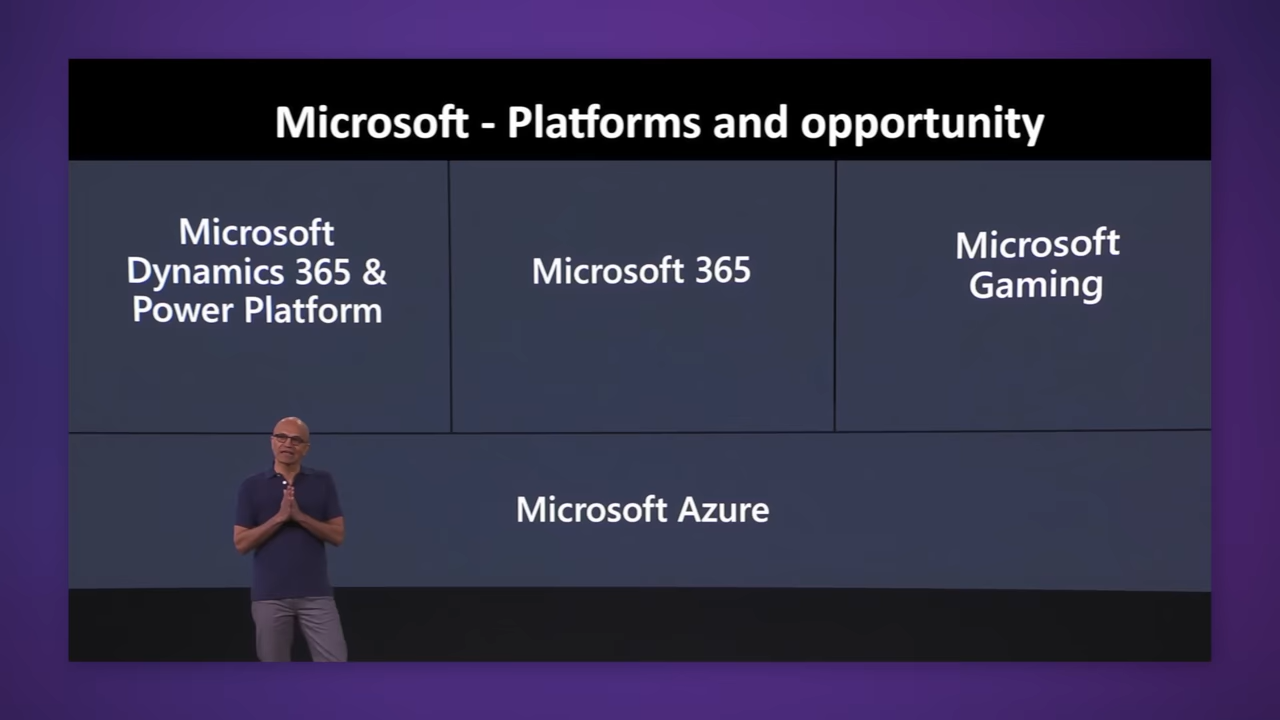 Microsoft - Platforms and opportunity
Microsoft
Dynamics 365 &
Power Platform
Microsoft 365
Microsoft
Gaming
Microsoft Azure